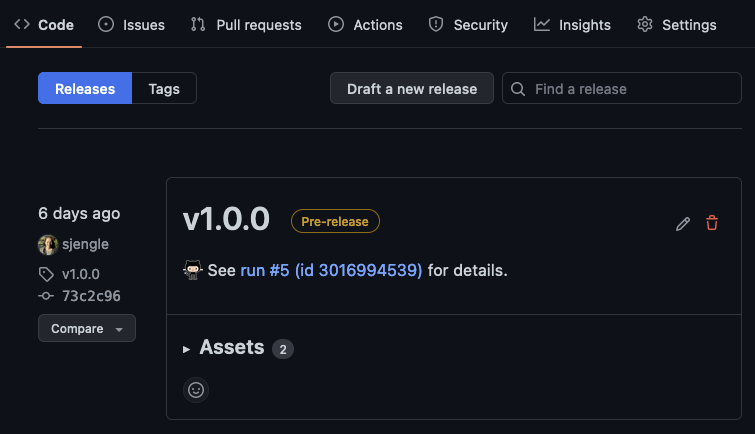 Code Issues Pull requests Actions Security Insights Settings
Releases Tags Draft a new release Find a release
6 days ago
sjengle
v1.0.0
73c2c96
Compare
v1.0.0 Pre-release
See run #5 (id 3016994539) for details.
Assets 2